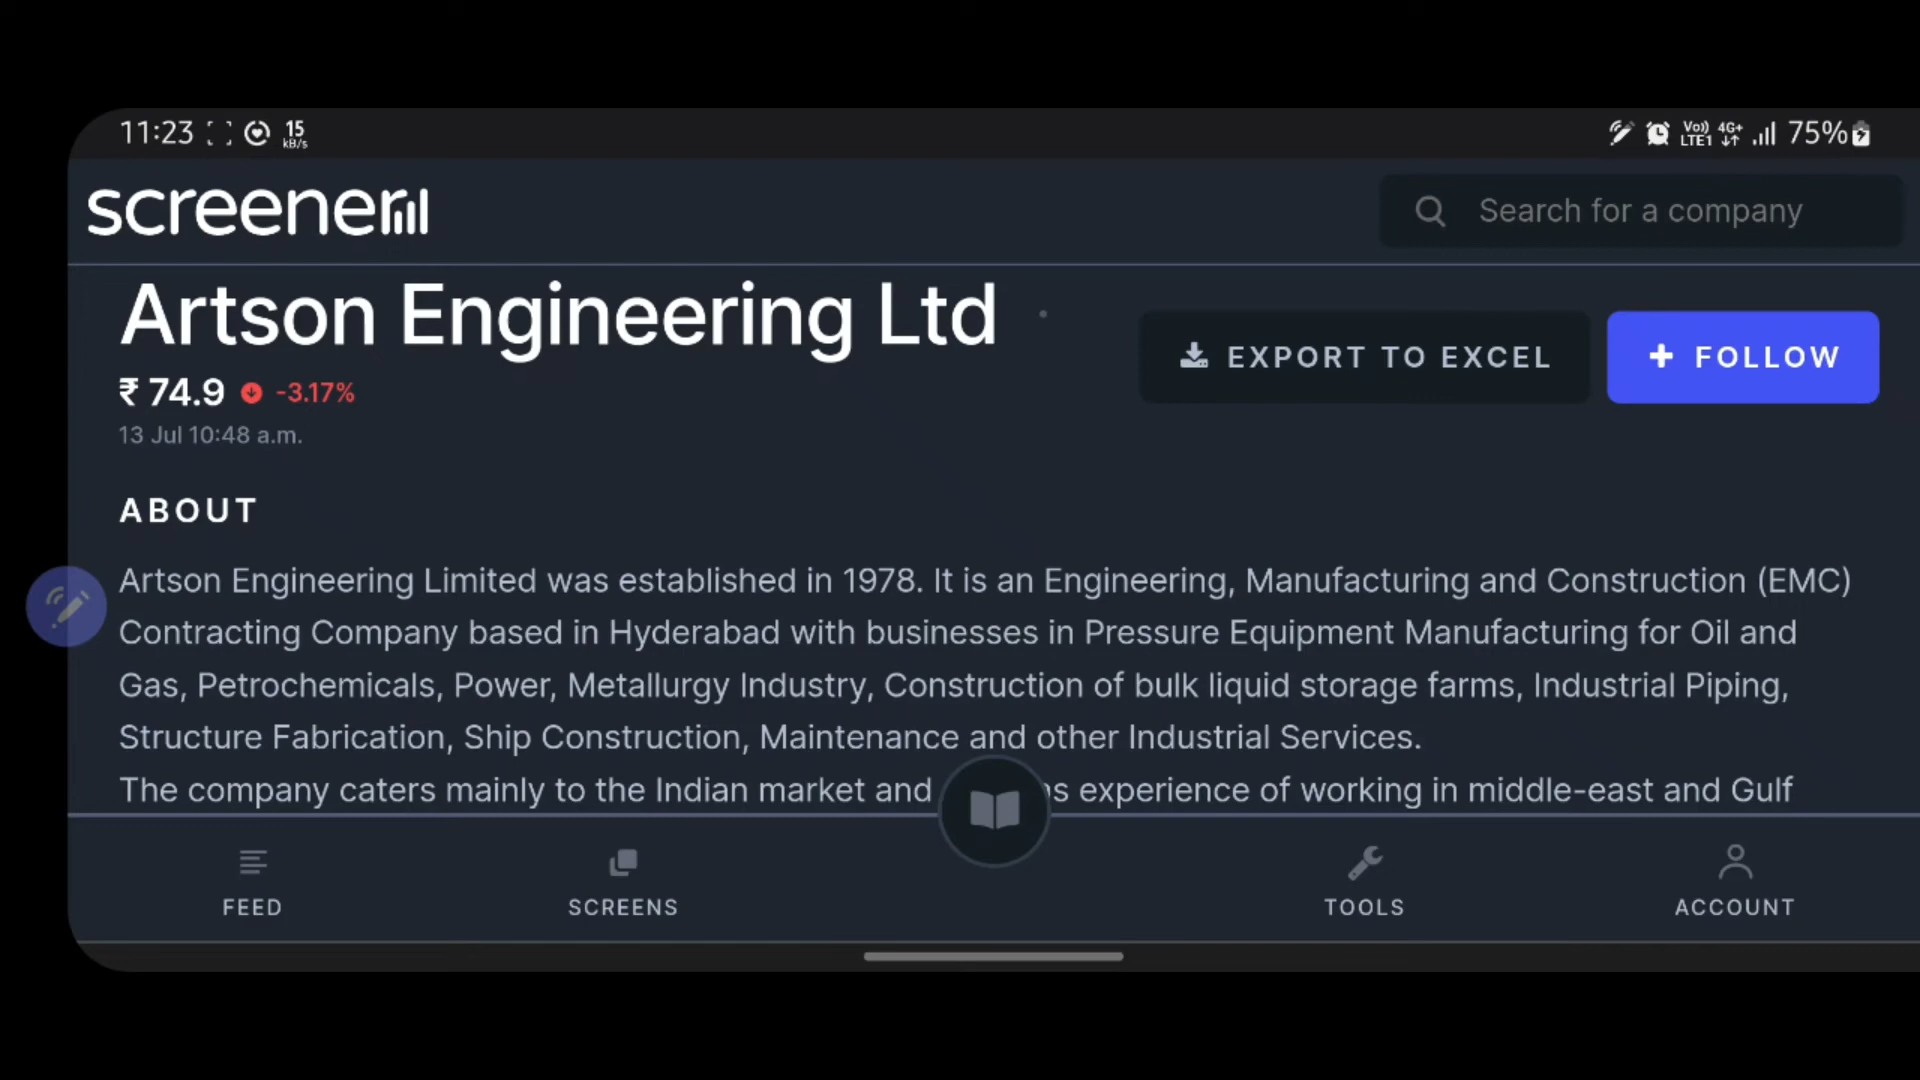 11:23 15 kB/s Vo)) LTE1 4G+ 75%
screener
Search for a company
Artson Engineering Ltd
EXPORT TO EXCEL
+ FOLLOW
₹ 74.9 -3.17%
13 Jul 10:48 a.m.
ABOUT
Artson Engineering Limited was established in 1978. It is an Engineering, Manufacturing and Construction (EMC)
Contracting Company based in Hyderabad with businesses in Pressure Equipment Manufacturing for Oil and
Gas, Petrochemicals, Power, Metallurgy Industry, Construction of bulk liquid storage farms, Industrial Piping,
Structure Fabrication, Ship Construction, Maintenance and other Industrial Services.
The company caters mainly to the Indian market and experience of working in middle-east and Gulf
FEED
SCREENS
TOOLS
ACCOUNT